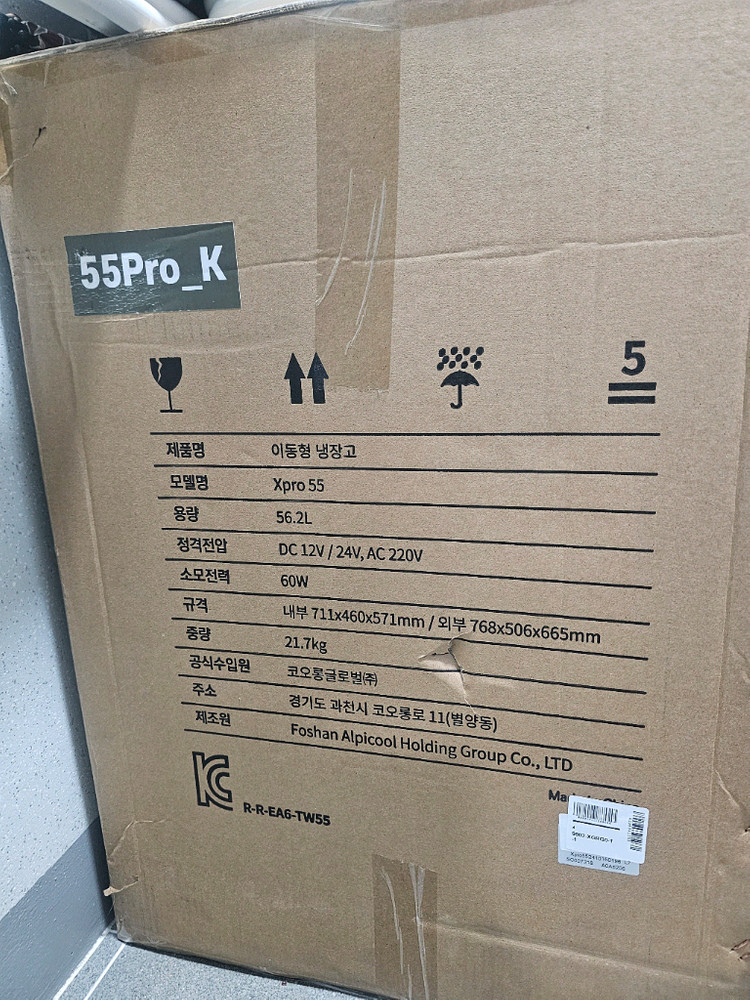 55Pro_K
5
제품명 이동형 냉장고
모델명 Xpro 55
용량 56.2L
정격전압 DC 12V / 24V, AC 220V
소모전력 60W
규격 내부 711x460x571mm / 외부 768x506x665mm
중량 21.7kg
공식수입원 코오롱글로벌㈜
주소 경기도 과천시 코오롱로 11(별양동)
제조원 Foshan Alpicool Holding Group Co., LTD
KC
R-R-EA6-TW55